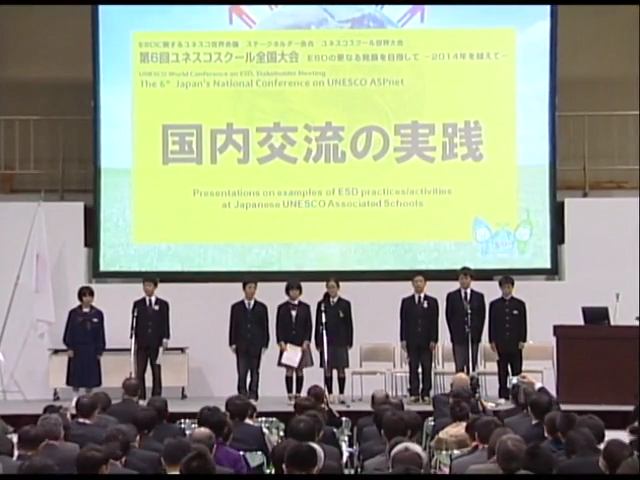 ESDに関するユネスコ世界会議 ステークホルダー会合 ユネスコスクール世界大会
第6回ユネスコスクール全国大会 ESDの更なる発展を目指して －2014年を越えて－
UNESCO World Conference on ESD, Stakeholder Meeting
The 6th Japan's National Conference on UNESCO ASPnet
国内交流の実践
Presentations on examples of ESD practices/activities
at Japanese UNESCO Associated Schools